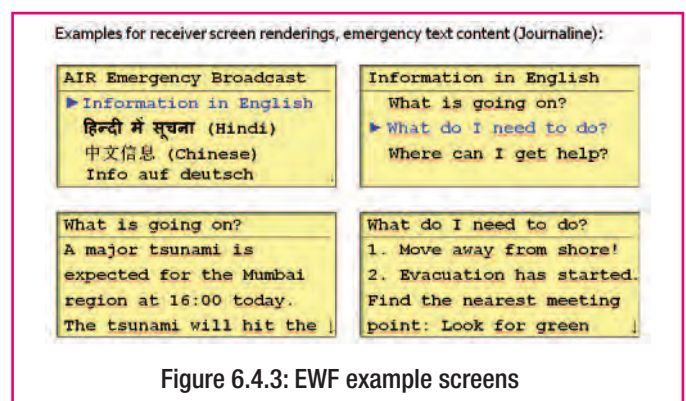 Examples for receiver screen renderings, emergency text content (Journaline):
AIR Emergency Broadcast
►Information in English
हिन्दी में सूचना (Hindi)
中文信息 (Chinese)
Info auf deutsch ↓
Information in English
What is going on?
►What do I need to do?
Where can I get help?
What is going on?
A major tsunami is
expected for the Mumbai
region at 16:00 today.
The tsunami will hit the ↓
What do I need to do?
1. Move away from shore!
2. Evacuation has started.
Find the nearest meeting
point: Look for green ↓
Figure 6.4.3: EWF example screens